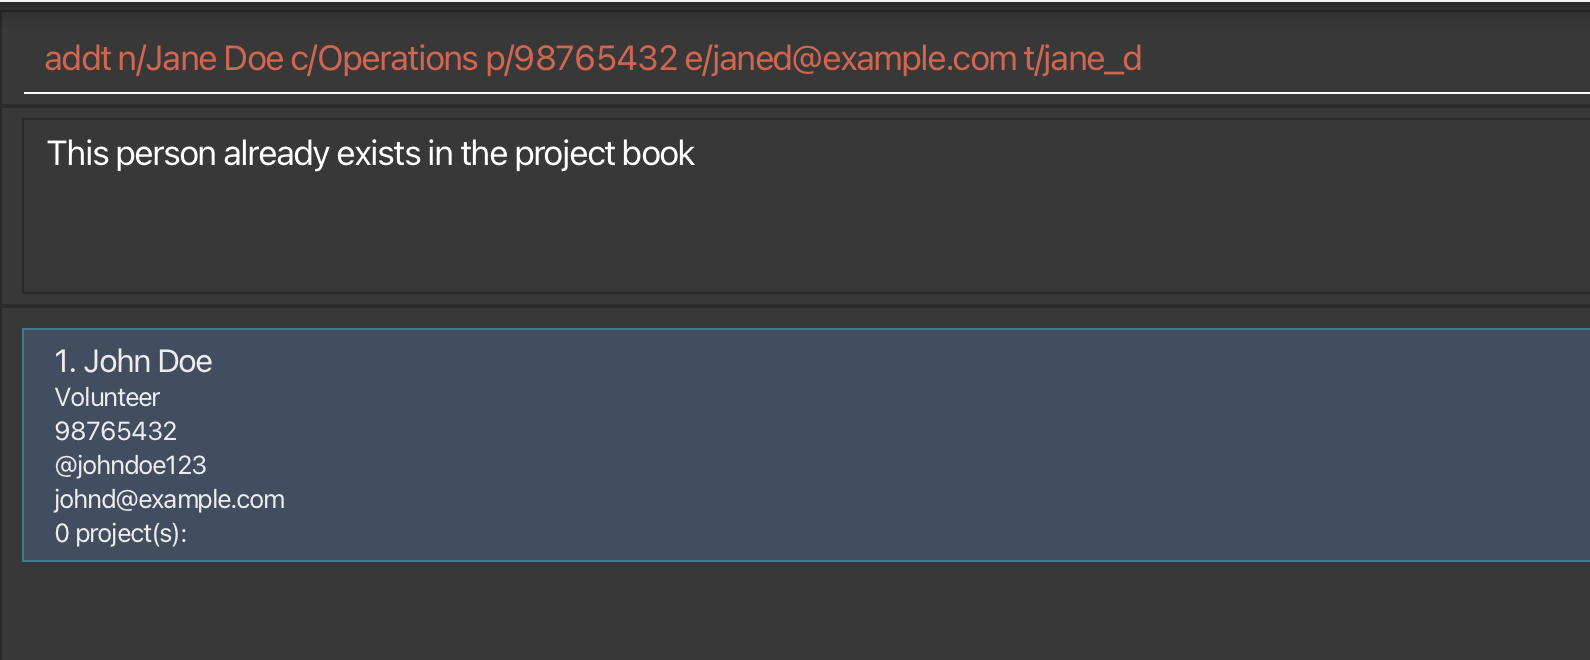 addt n/Jane Doe c/Operations p/98765432 e/janed@example.com t/jane_d
This person already exists in the project book
1. John Doe
Volunteer
98765432
@johndoe123
johnd@example.com
0 project(s):